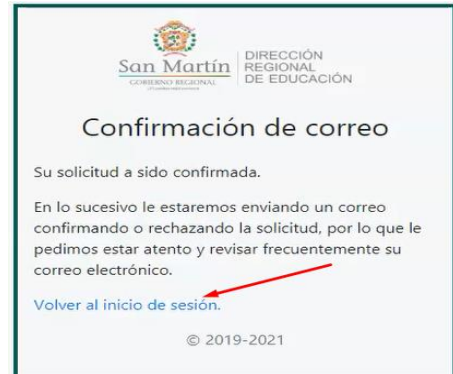 San Martín
GOBIERNO REGIONAL
DIRECCIÓN
REGIONAL
DE EDUCACIÓN
Confirmación de correo
Su solicitud a sido confirmada.
En lo sucesivo le estaremos enviando un correo
confirmando o rechazando la solicitud, por lo que le
pedimos estar atento y revisar frecuentemente su
correo electrónico.
Volver al inicio de sesión.
© 2019-2021